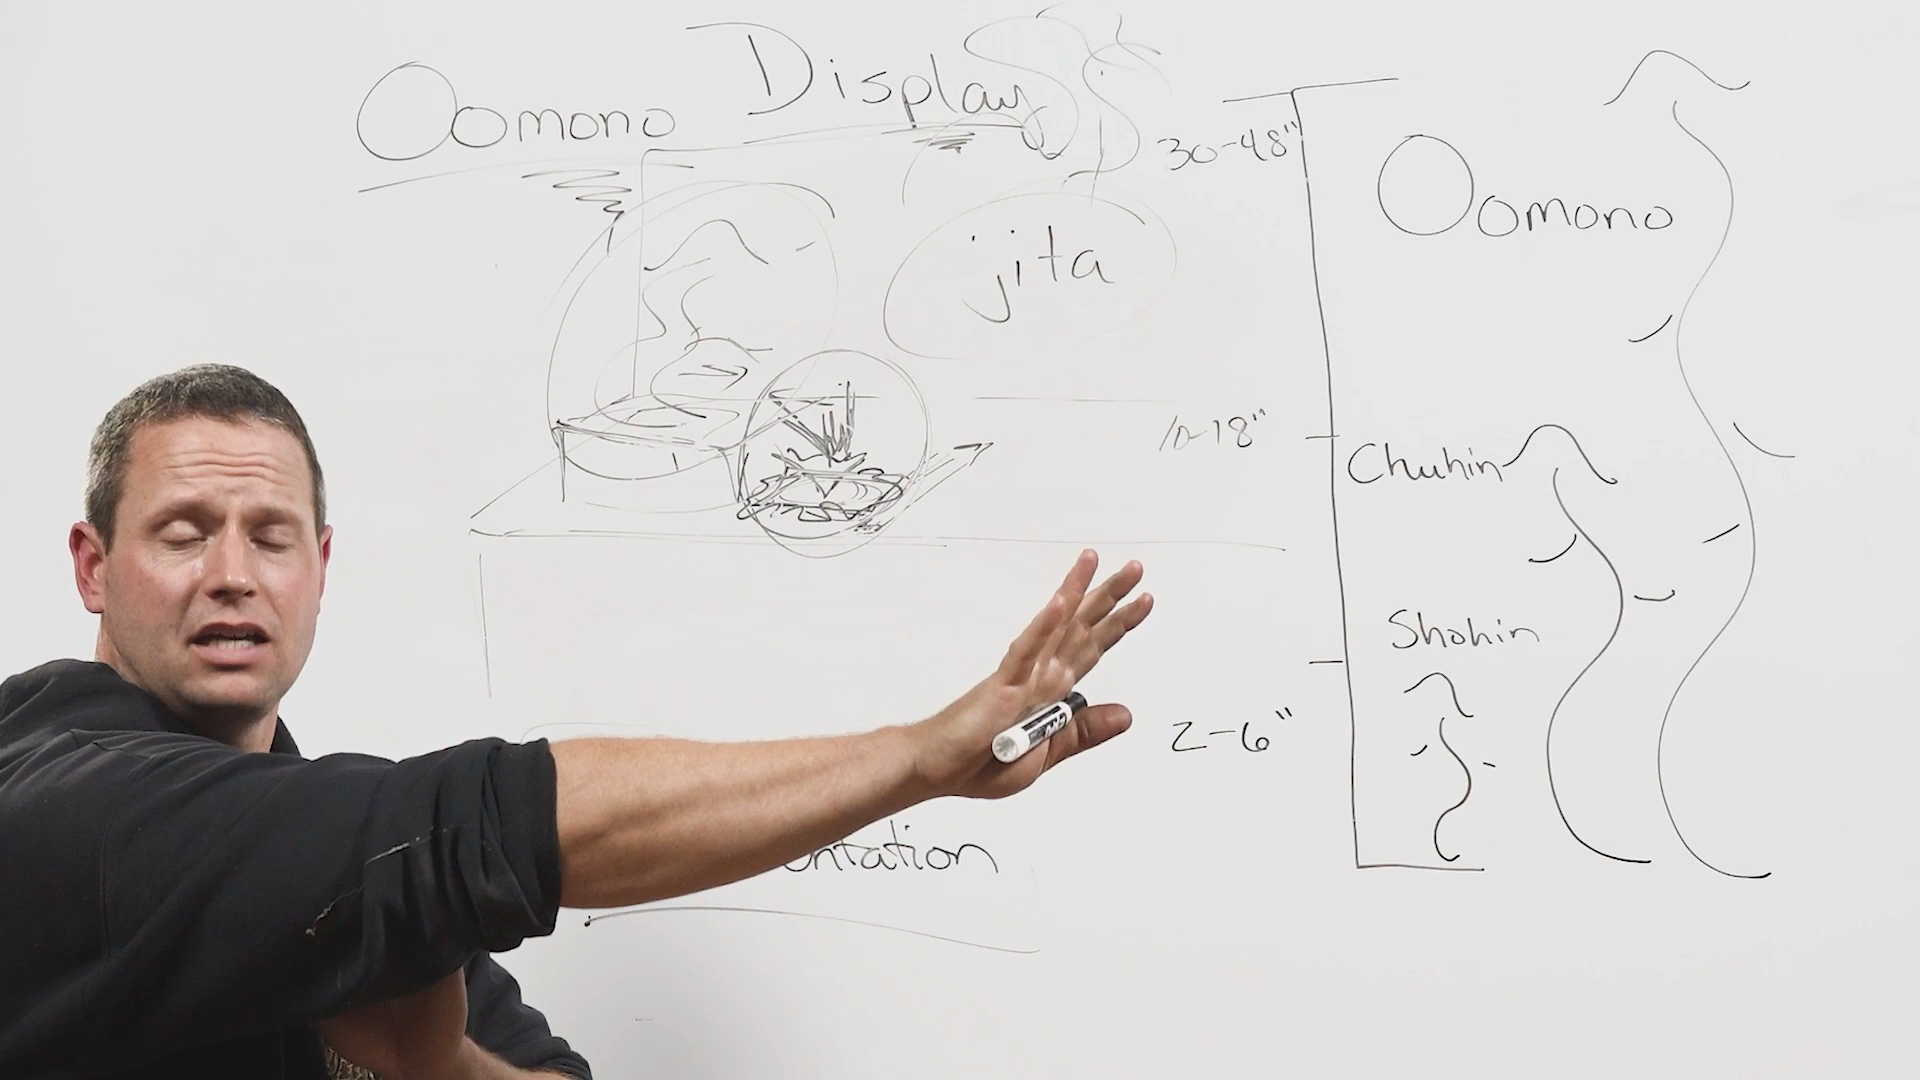 Oomono Display
30-48"
Oomono
jita
10-18"
Chuhin
Shohin
2-6"
ntation